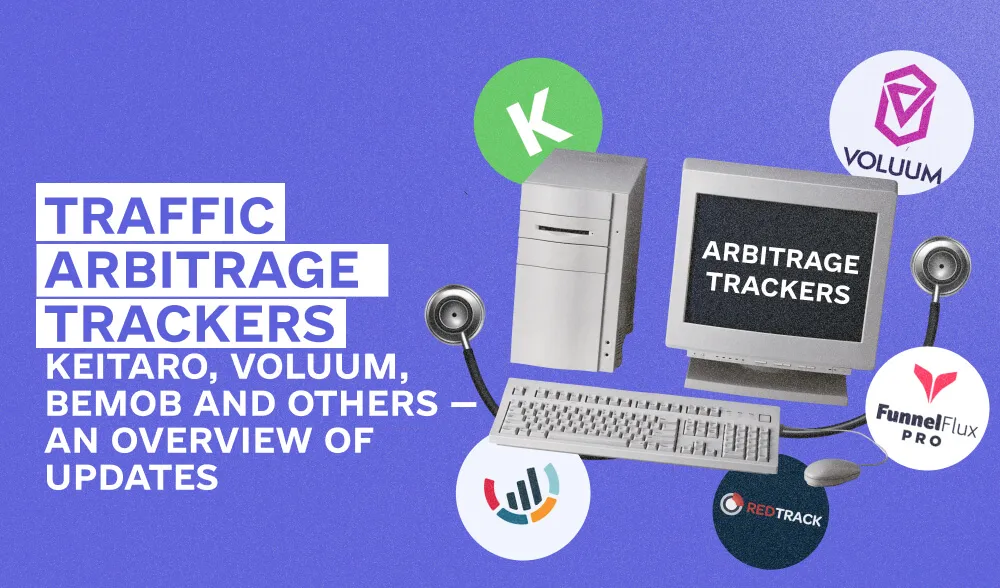 TRAFFIC
ARBITRAGE
TRACKERS
KEITARO, VOLUUM,
BEMOB AND OTHERS —
AN OVERVIEW OF
UPDATES
K
VOLUUM
ARBITRAGE
TRACKERS
FunnelFlux
PRO
REDTRACK